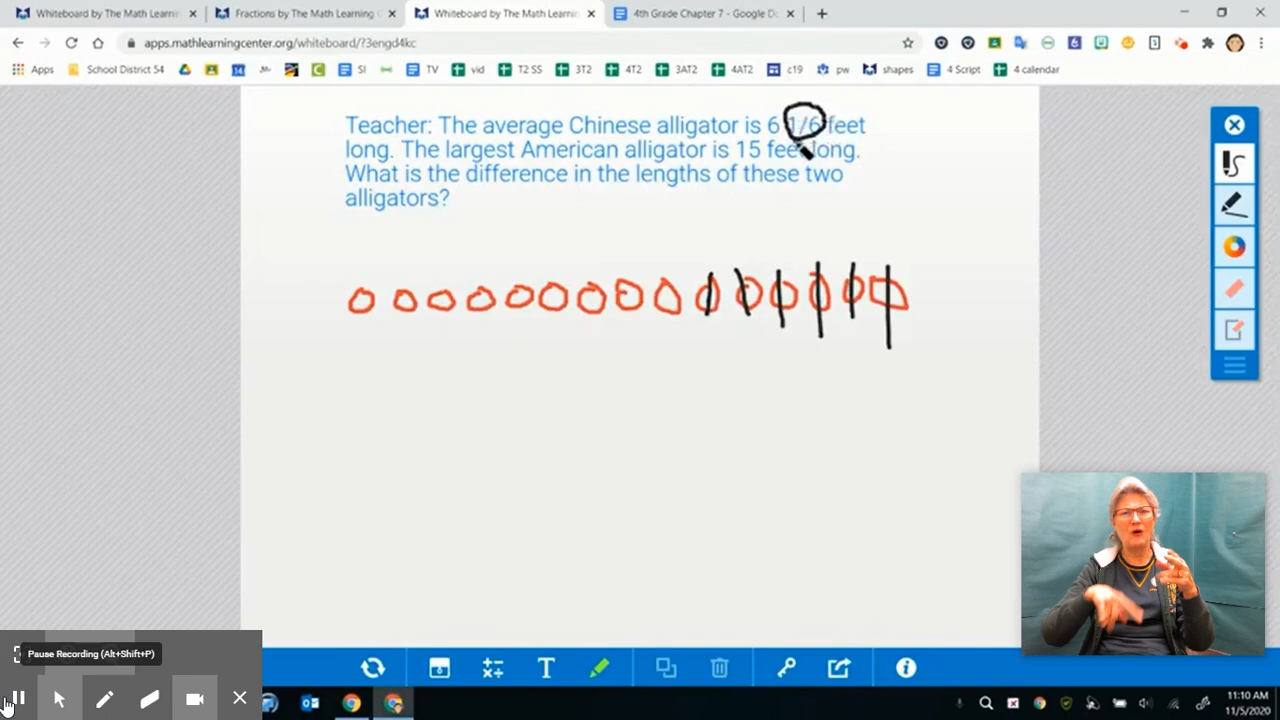 Whiteboard by The Math Learnin
Fractions by The Math Learning C
Whiteboard by The Math Learnin
4th Grade Chapter 7 - Google Do
apps.mathlearningcenter.org/whiteboard/?3engd4kc
Apps
School District 54
SI
TV
vid
T2 SS
3T2
4T2
3AT2
4AT2
c19
pw
shapes
4 Script
4 calendar
Teacher: The average Chinese alligator is 6 1/6 feet
long. The largest American alligator is 15 feet long.
What is the difference in the lengths of these two
alligators?
Pause Recording (Alt+Shift+P)
11:10 AM
11/5/2020